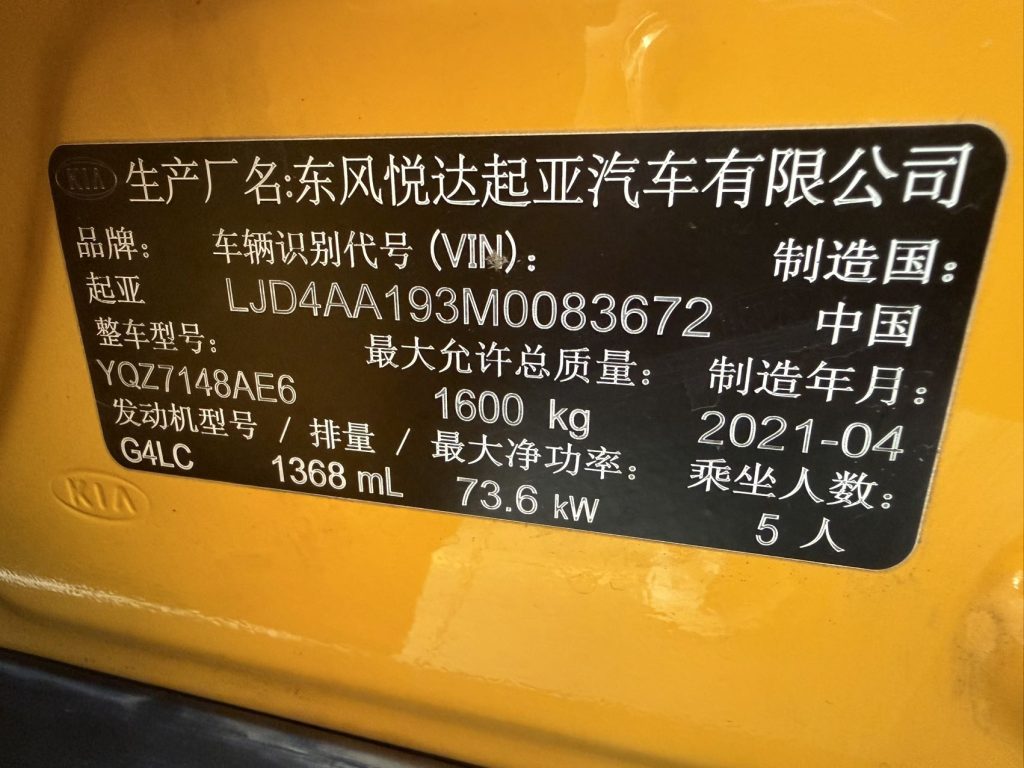 KIA 生产厂名:东风悦达起亚汽车有限公司
品牌: 车辆识别代号 (VIN): 制造国:
起亚 LJD4AA193M0083672 中国
整车型号: 最大允许总质量: 制造年月:
YQZ7148AE6 1600 kg 2021-04
发动机型号 / 排量 / 最大净功率: 乘坐人数:
G4LC 1368 mL 73.6 kW 5 人
KIA